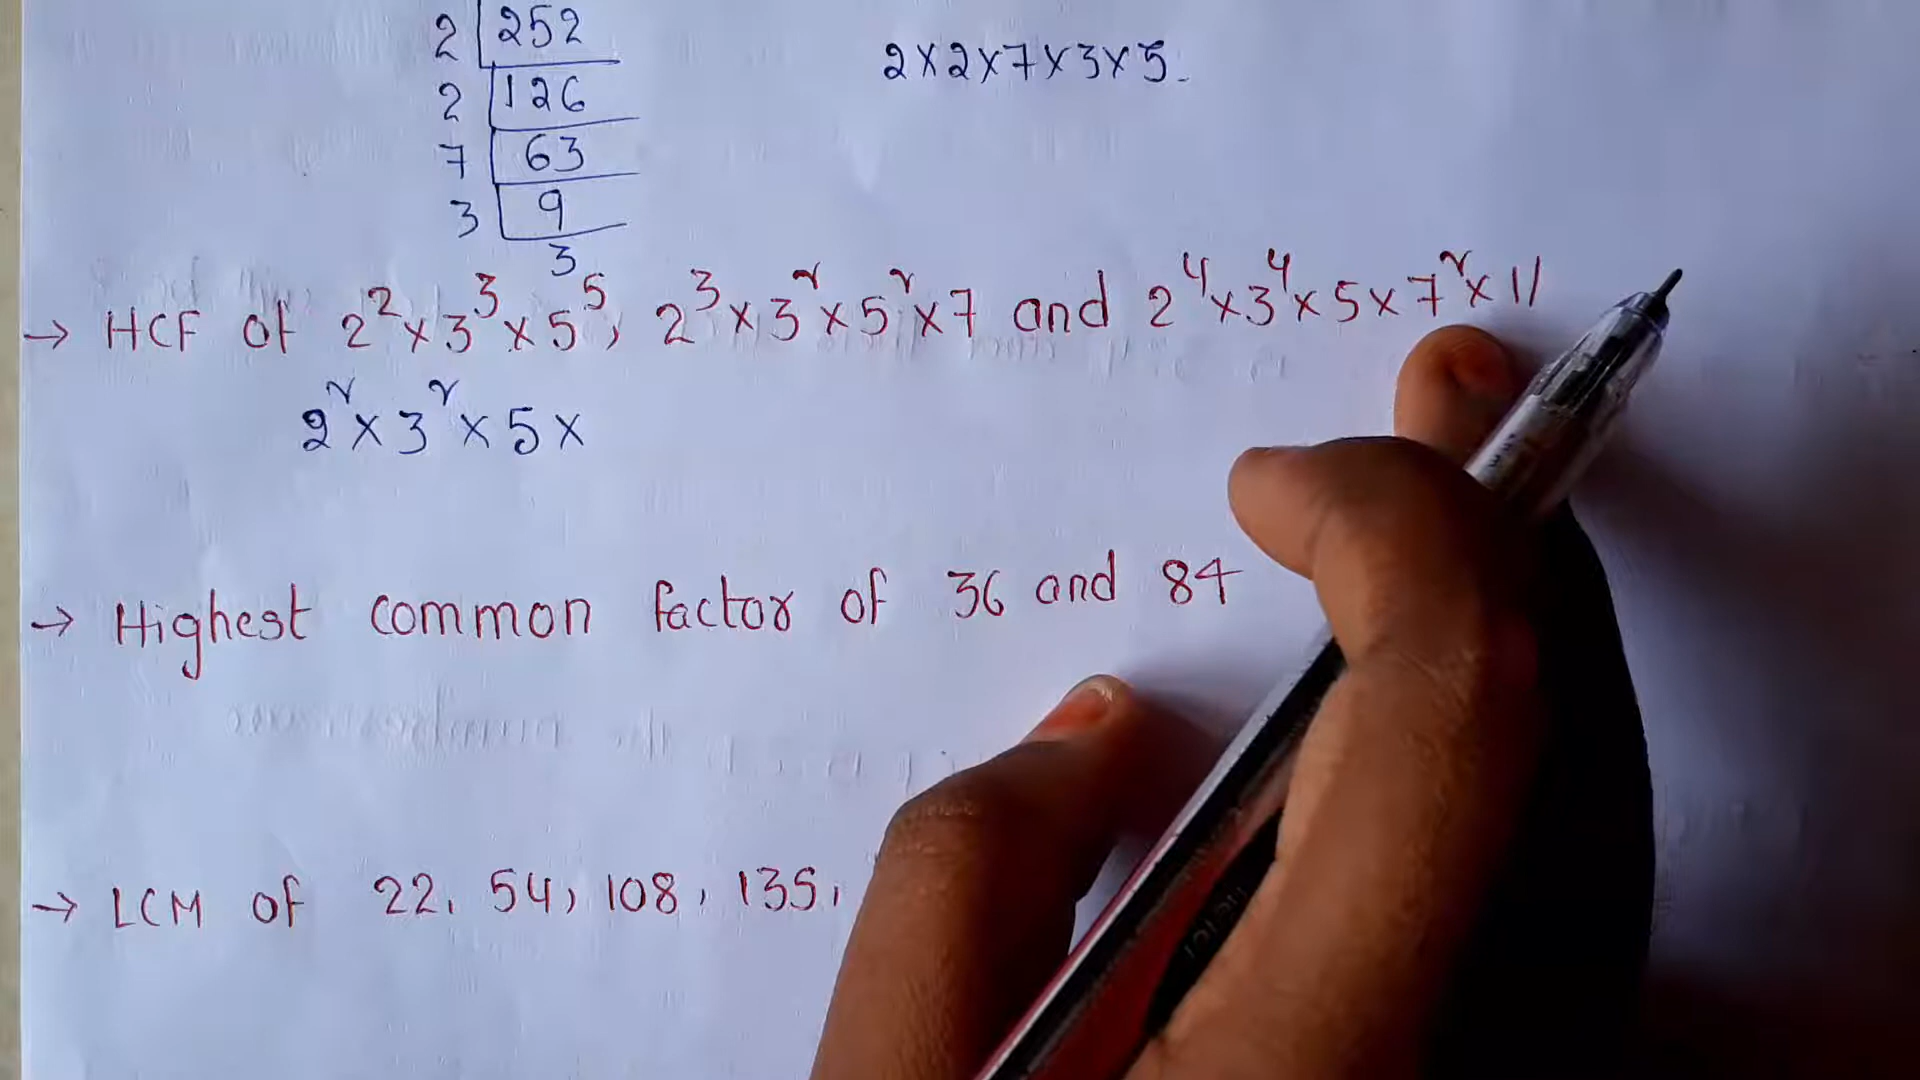 2 252
2 126
7 63
3 9
3
2×2×7×3×5
→ HCF of 2²×3³×5⁵, 2³×3²×5²×7 and 2⁴×3⁴×5×7²×11
2²×3²×5×
→ Highest common factor of 36 and 84
→ LCM of 22, 54, 108, 135,